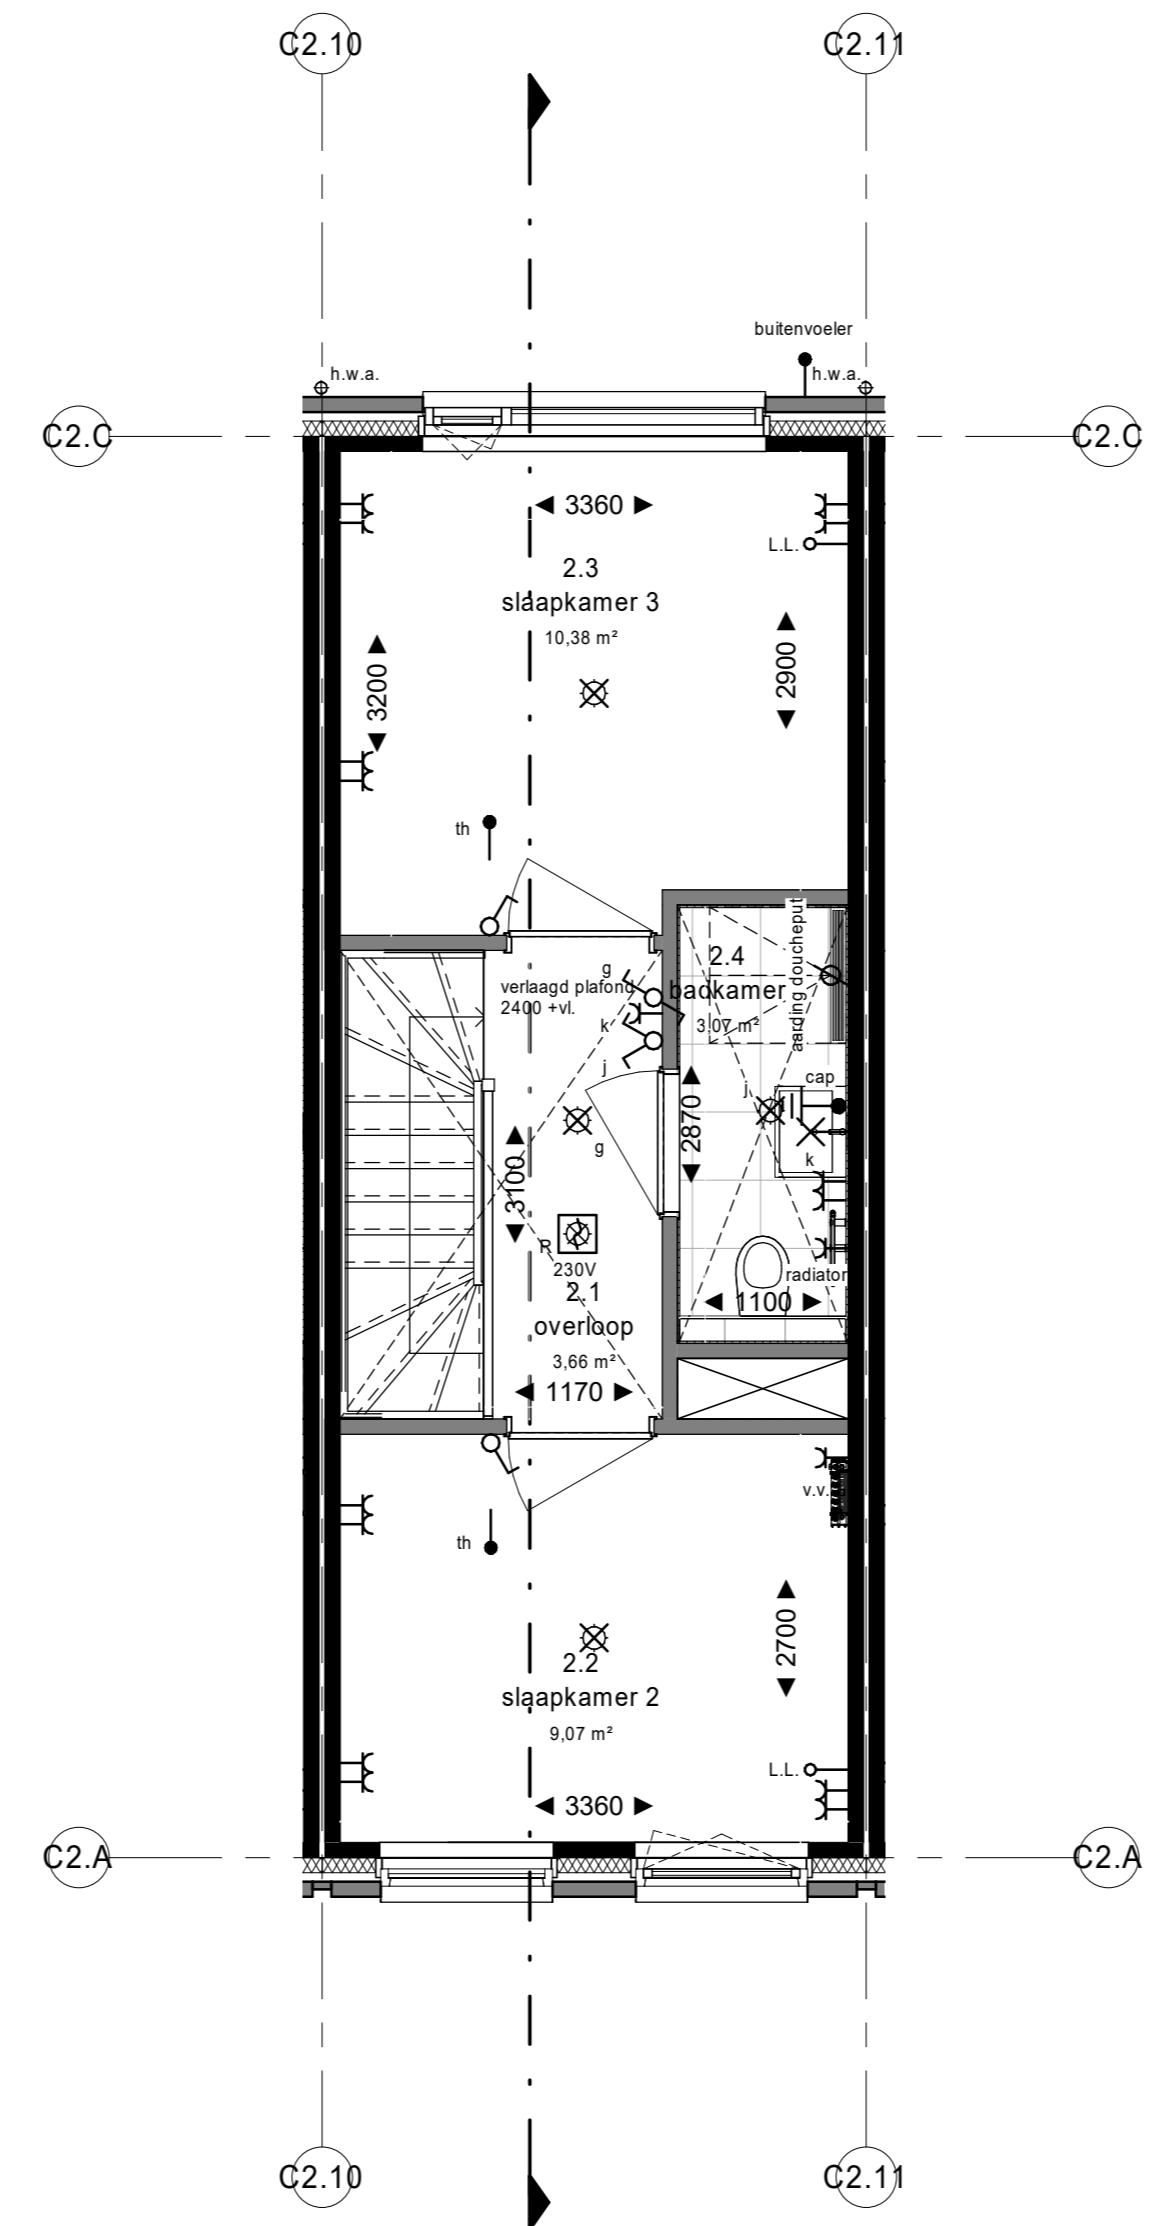 C2.10
C2.11
buitenvoeler
h.w.a.
h.w.a.
C2.C
C2.C
3360
L.L.
2.3
slaapkamer 3
10,38 m²
3200
2900
th
verlaagd plafond
2400 +vl.
g
k
j
2.4
badkamer
3,07 m²
aarding doucheput
cap
j
k
2870
g
3100
R
230V
2.1
overloop
3,66 m²
1170
radiator
1100
v.v.
th
2700
2.2
slaapkamer 2
9,07 m²
L.L.
3360
C2.A
C2.A
C2.10
C2.11